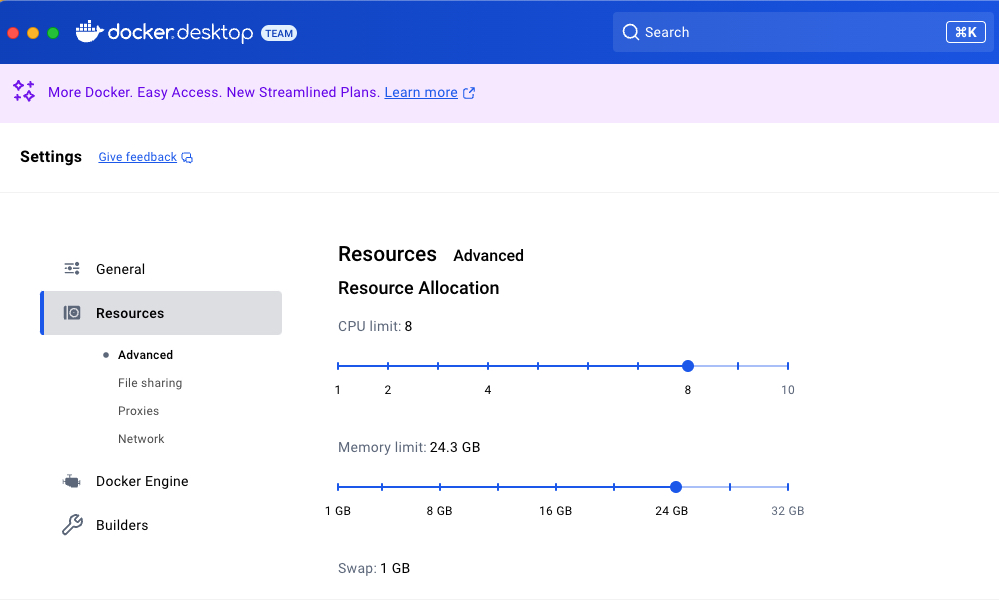 docker.desktop TEAM
Search
⌘K
More Docker. Easy Access. New Streamlined Plans. Learn more
Settings Give feedback
General
Resources
Advanced
File sharing
Proxies
Network
Docker Engine
Builders
Resources Advanced
Resource Allocation
CPU limit: 8
1 2 4 8 10
Memory limit: 24.3 GB
1 GB 8 GB 16 GB 24 GB 32 GB
Swap: 1 GB